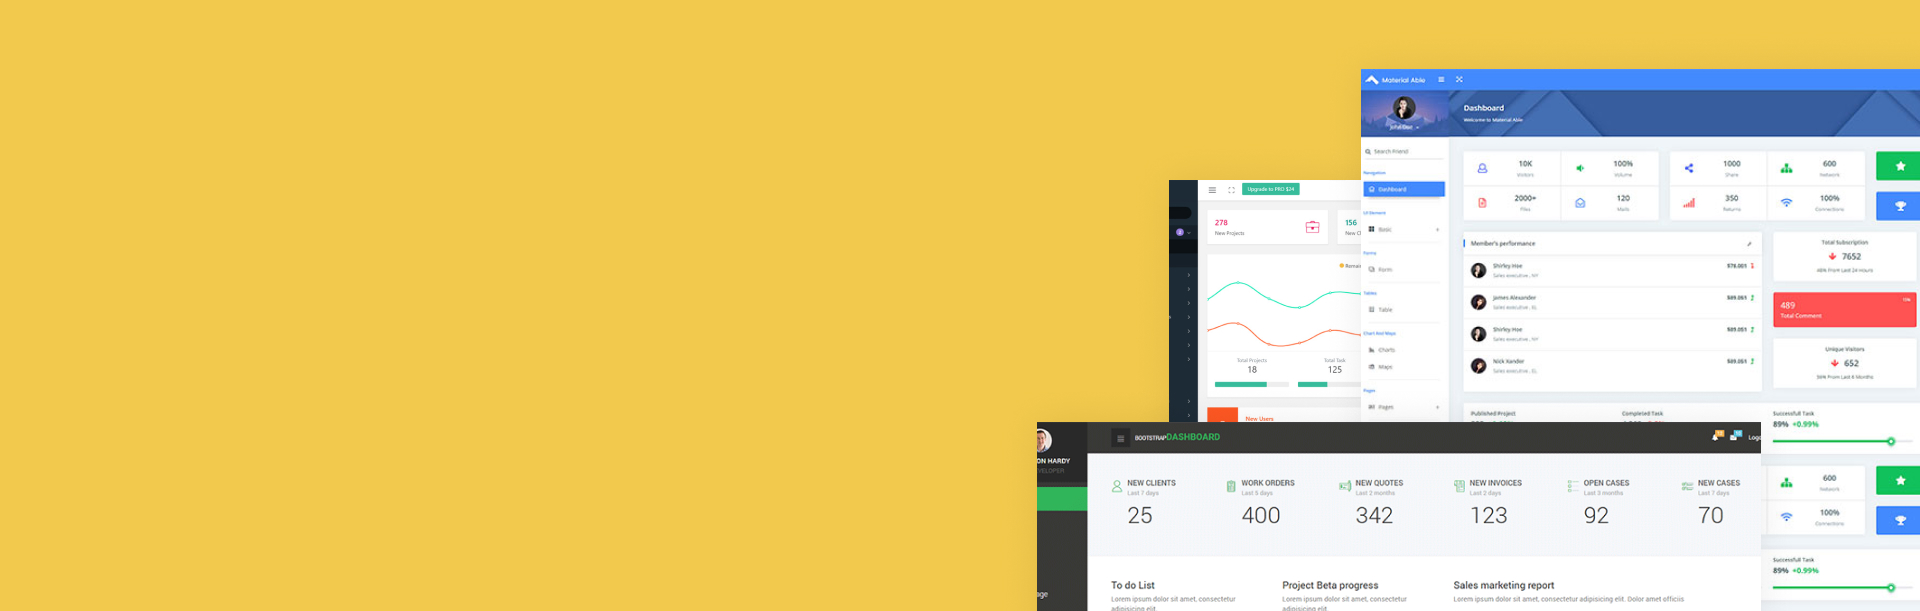 Material Able
Dashboard
Welcome to Material Able
John Doe
Search Friend
Navigation
Dashboard
UI Element
Basic
Forms
Form
Tables
Table
Chart And Maps
Charts
Maps
Pages
Pages
10K
Visitors
100%
Volume
1000
Share
600
Network
2000+
Files
350
Returns
120
Mails
100%
Connections
Member's performance
Shirley Hoe
Sales executive , NY
$78.001
James Alexander
Sales executive , EL
$89.051
Shirley Hoe
Sales executive , NY
$89.051
Nick Xander
Sales executive , EL
$89.051
Total Subscription
7652
48% From Last 24 Hours
489
Total Comment
Unique Visitors
652
36% From Last 6 Months
Published Project
Completed Task
Successfull Task
89% +0.99%
Upgrade to PRO $24
278
New Projects
156
New C
Remai
Total Projects
18
Total Task
125
New Users
ON HARDY
VELOPER
age
BOOTSTRAPDASHBOARD
Logo
NEW CLIENTS
Last 7 days
25
WORK ORDERS
Last 5 days
400
NEW QUOTES
Last 2 months
342
NEW INVOICES
Last 2 days
123
OPEN CASES
Last 3 months
92
NEW CASES
Last 7 days
70
To do List
Lorem ipsum dolor sit amet, consectetur
adipisicing elit.
Project Beta progress
Lorem ipsum dolor sit amet, consectetur
adipisicing elit.
Sales marketing report
Lorem ipsum dolor sit amet, consectetur adipisicing elit. Dolor amet officiis
600
Network
100%
Connections
Successfull Task
89% +0.99%